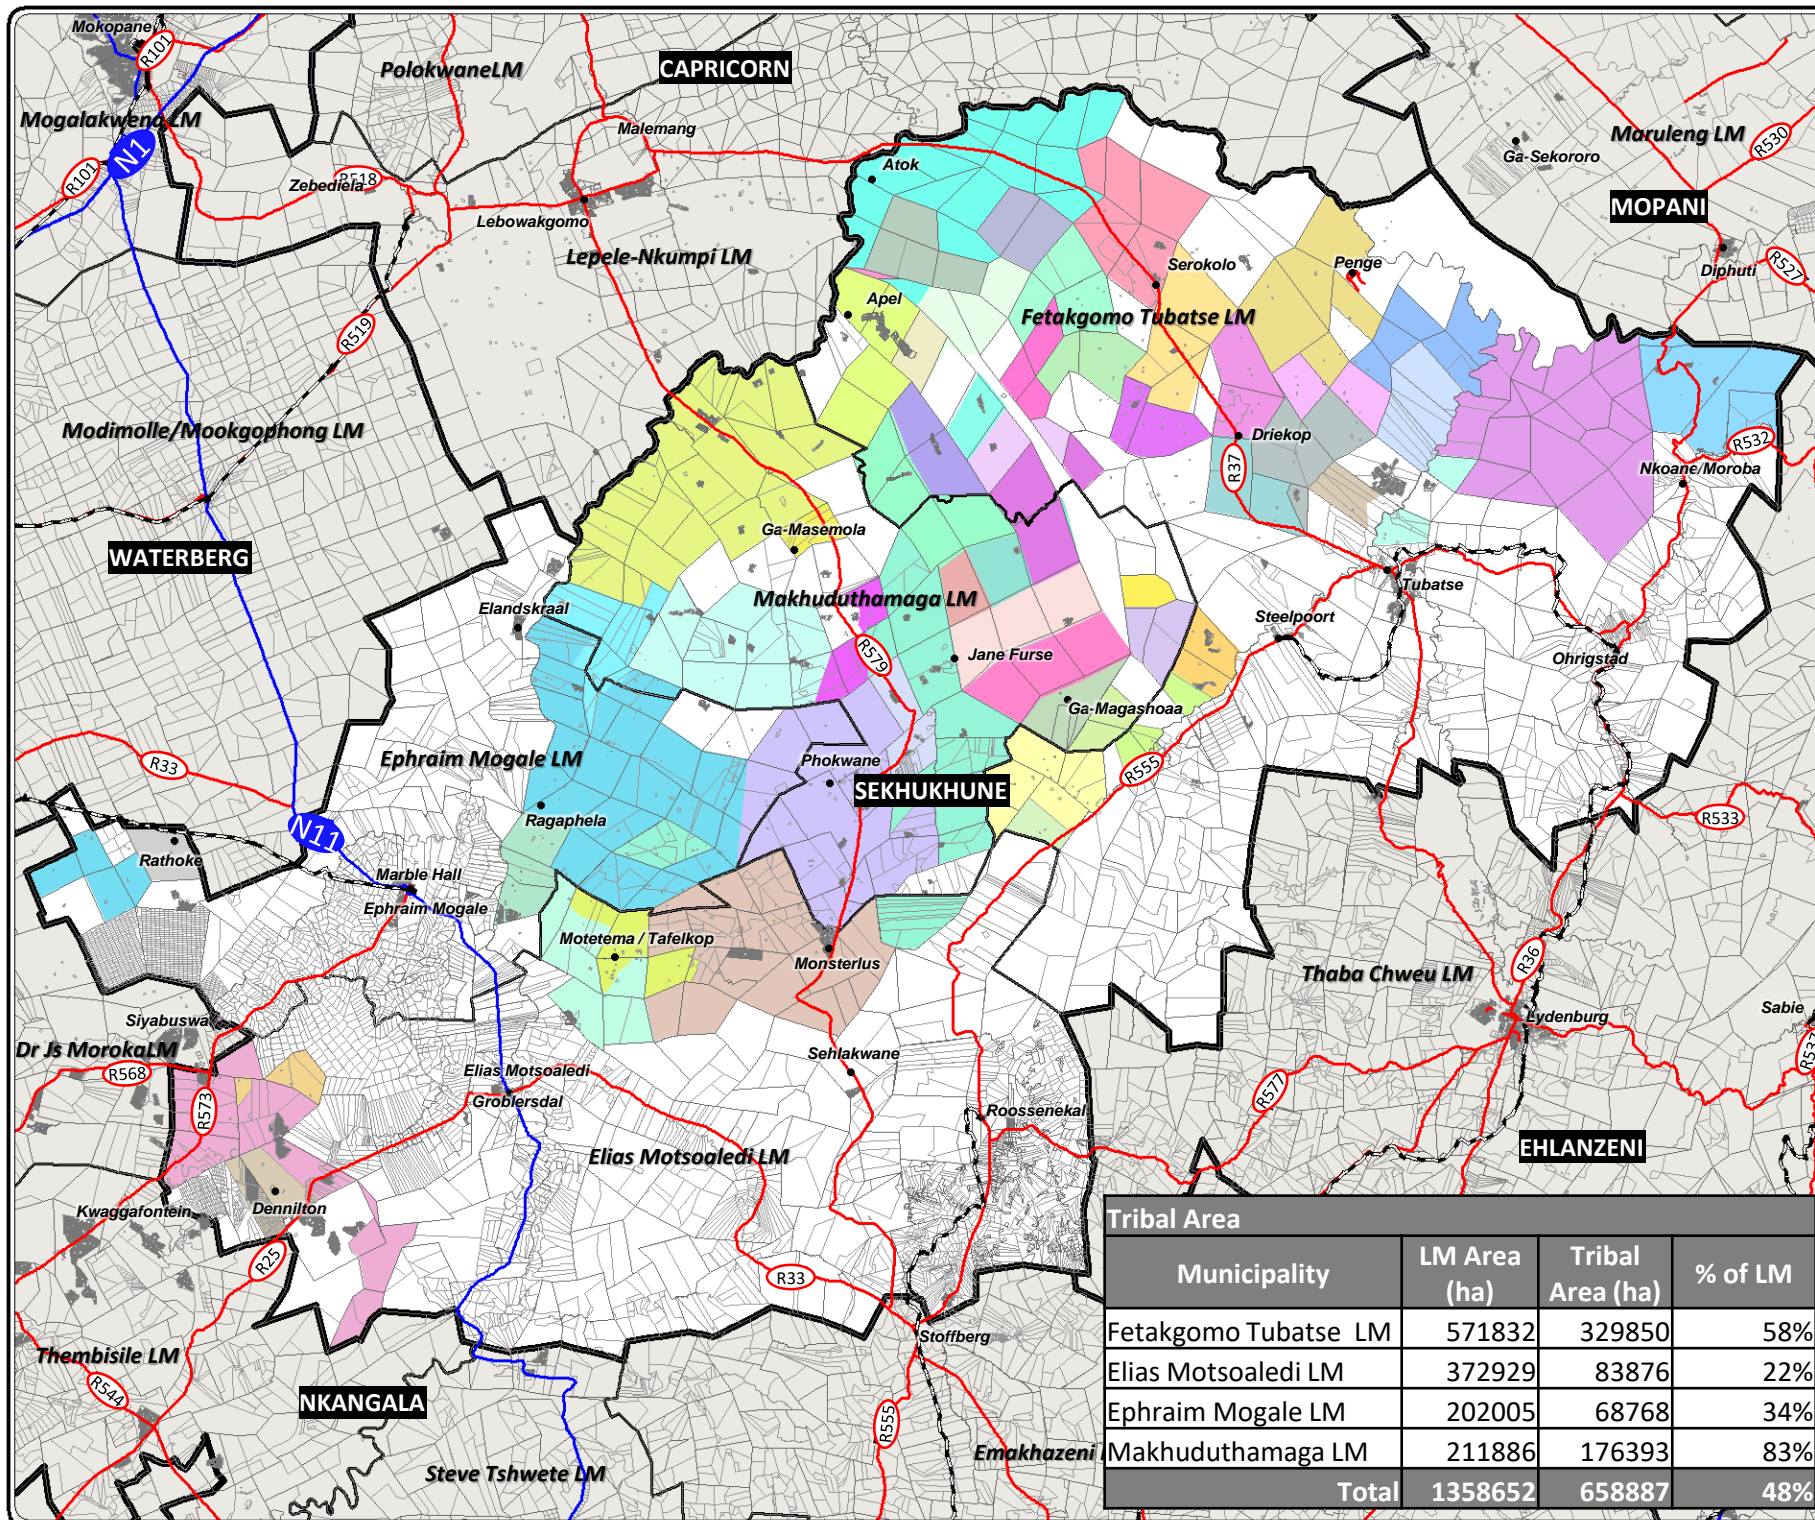 Mokopane
R101
PolokwaneLM
CAPRICORN
Mogalakwena LM
Malemang
Maruleng LM
R530
N1
Atok
Ga-Sekororo
R101
Zebediela
R518
MOPANI
Lebowakgomo
Lepele-Nkumpi LM
Serokolo
Penge
Diphuti
R527
Apel
Fetakgomo Tubatse LM
R519
Modimolle/Mookgophong LM
Driekop
R532
R37
Nkoane/Moroba
Ga-Masemola
WATERBERG
Tubatse
Elandskraal
Makhuduthamaga LM
Steelpoort
R579
Jane Furse
Ohrigstad
Ga-Magashoaa
R33
Ephraim Mogale LM
Phokwane
SEKHUKHUNE
R555
Ragaphela
N11
R533
Rathoke
Marble Hall
Ephraim Mogale
Motetema / Tafelkop
Monsterlus
R36
Thaba Chweu LM
Siyabuswa
Lydenburg
Sabie
Dr Js MorokaLM
R568
Sehlakwane
R537
Elias Motsoaledi
Groblersdal
R573
R577
Roossenekal
Elias Motsoaledi LM
EHLANZENI
Kwaggafontein
Dennilton
R25
R33
Stoffberg
Thembisile LM
R544
NKANGALA
R555
Steve Tshwete LM
Emakhazeni
Tribal Area
Municipality LM Area (ha) Tribal Area (ha) % of LM
Fetakgomo Tubatse LM 571832 329850 58%
Elias Motsoaledi LM 372929 83876 22%
Ephraim Mogale LM 202005 68768 34%
Makhuduthamaga LM 211886 176393 83%
Total 1358652 658887 48%